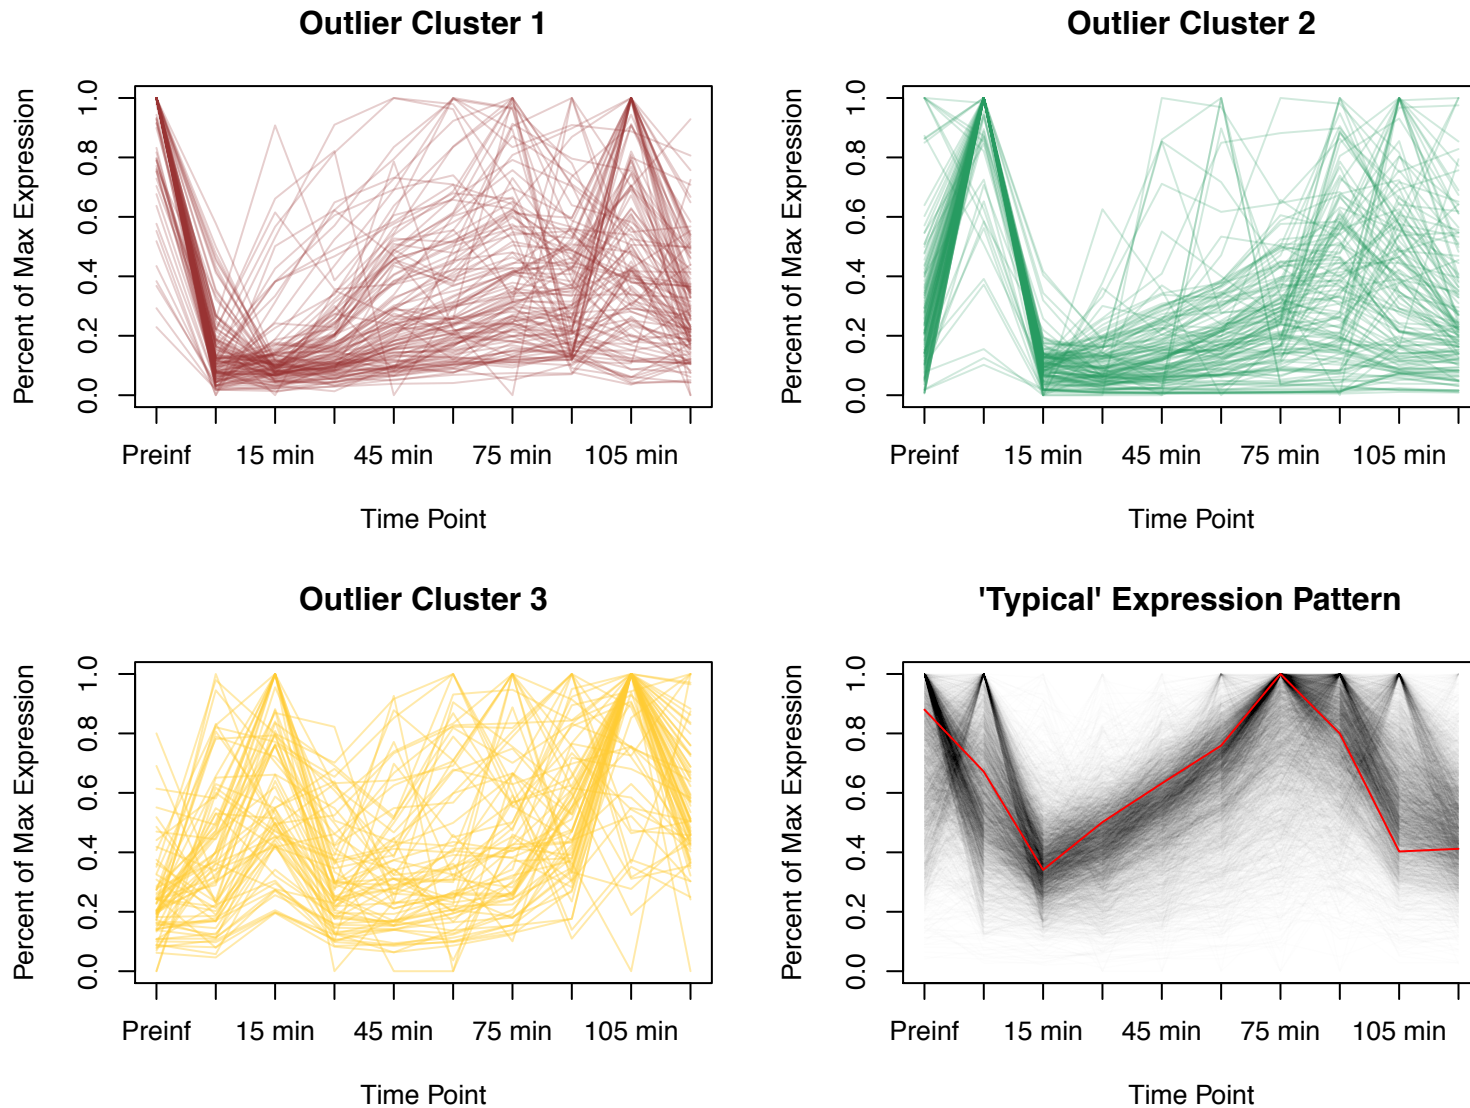 Outlier Cluster 1
Percent of Max Expression
1.0
0.8
0.6
0.4
0.2
0.0
Preinf 15 min 45 min 75 min 105 min
Time Point
Outlier Cluster 2
Percent of Max Expression
1.0
0.8
0.6
0.4
0.2
0.0
Preinf 15 min 45 min 75 min 105 min
Time Point
Outlier Cluster 3
Percent of Max Expression
1.0
0.8
0.6
0.4
0.2
0.0
Preinf 15 min 45 min 75 min 105 min
Time Point
'Typical' Expression Pattern
Percent of Max Expression
1.0
0.8
0.6
0.4
0.2
0.0
Preinf 15 min 45 min 75 min 105 min
Time Point